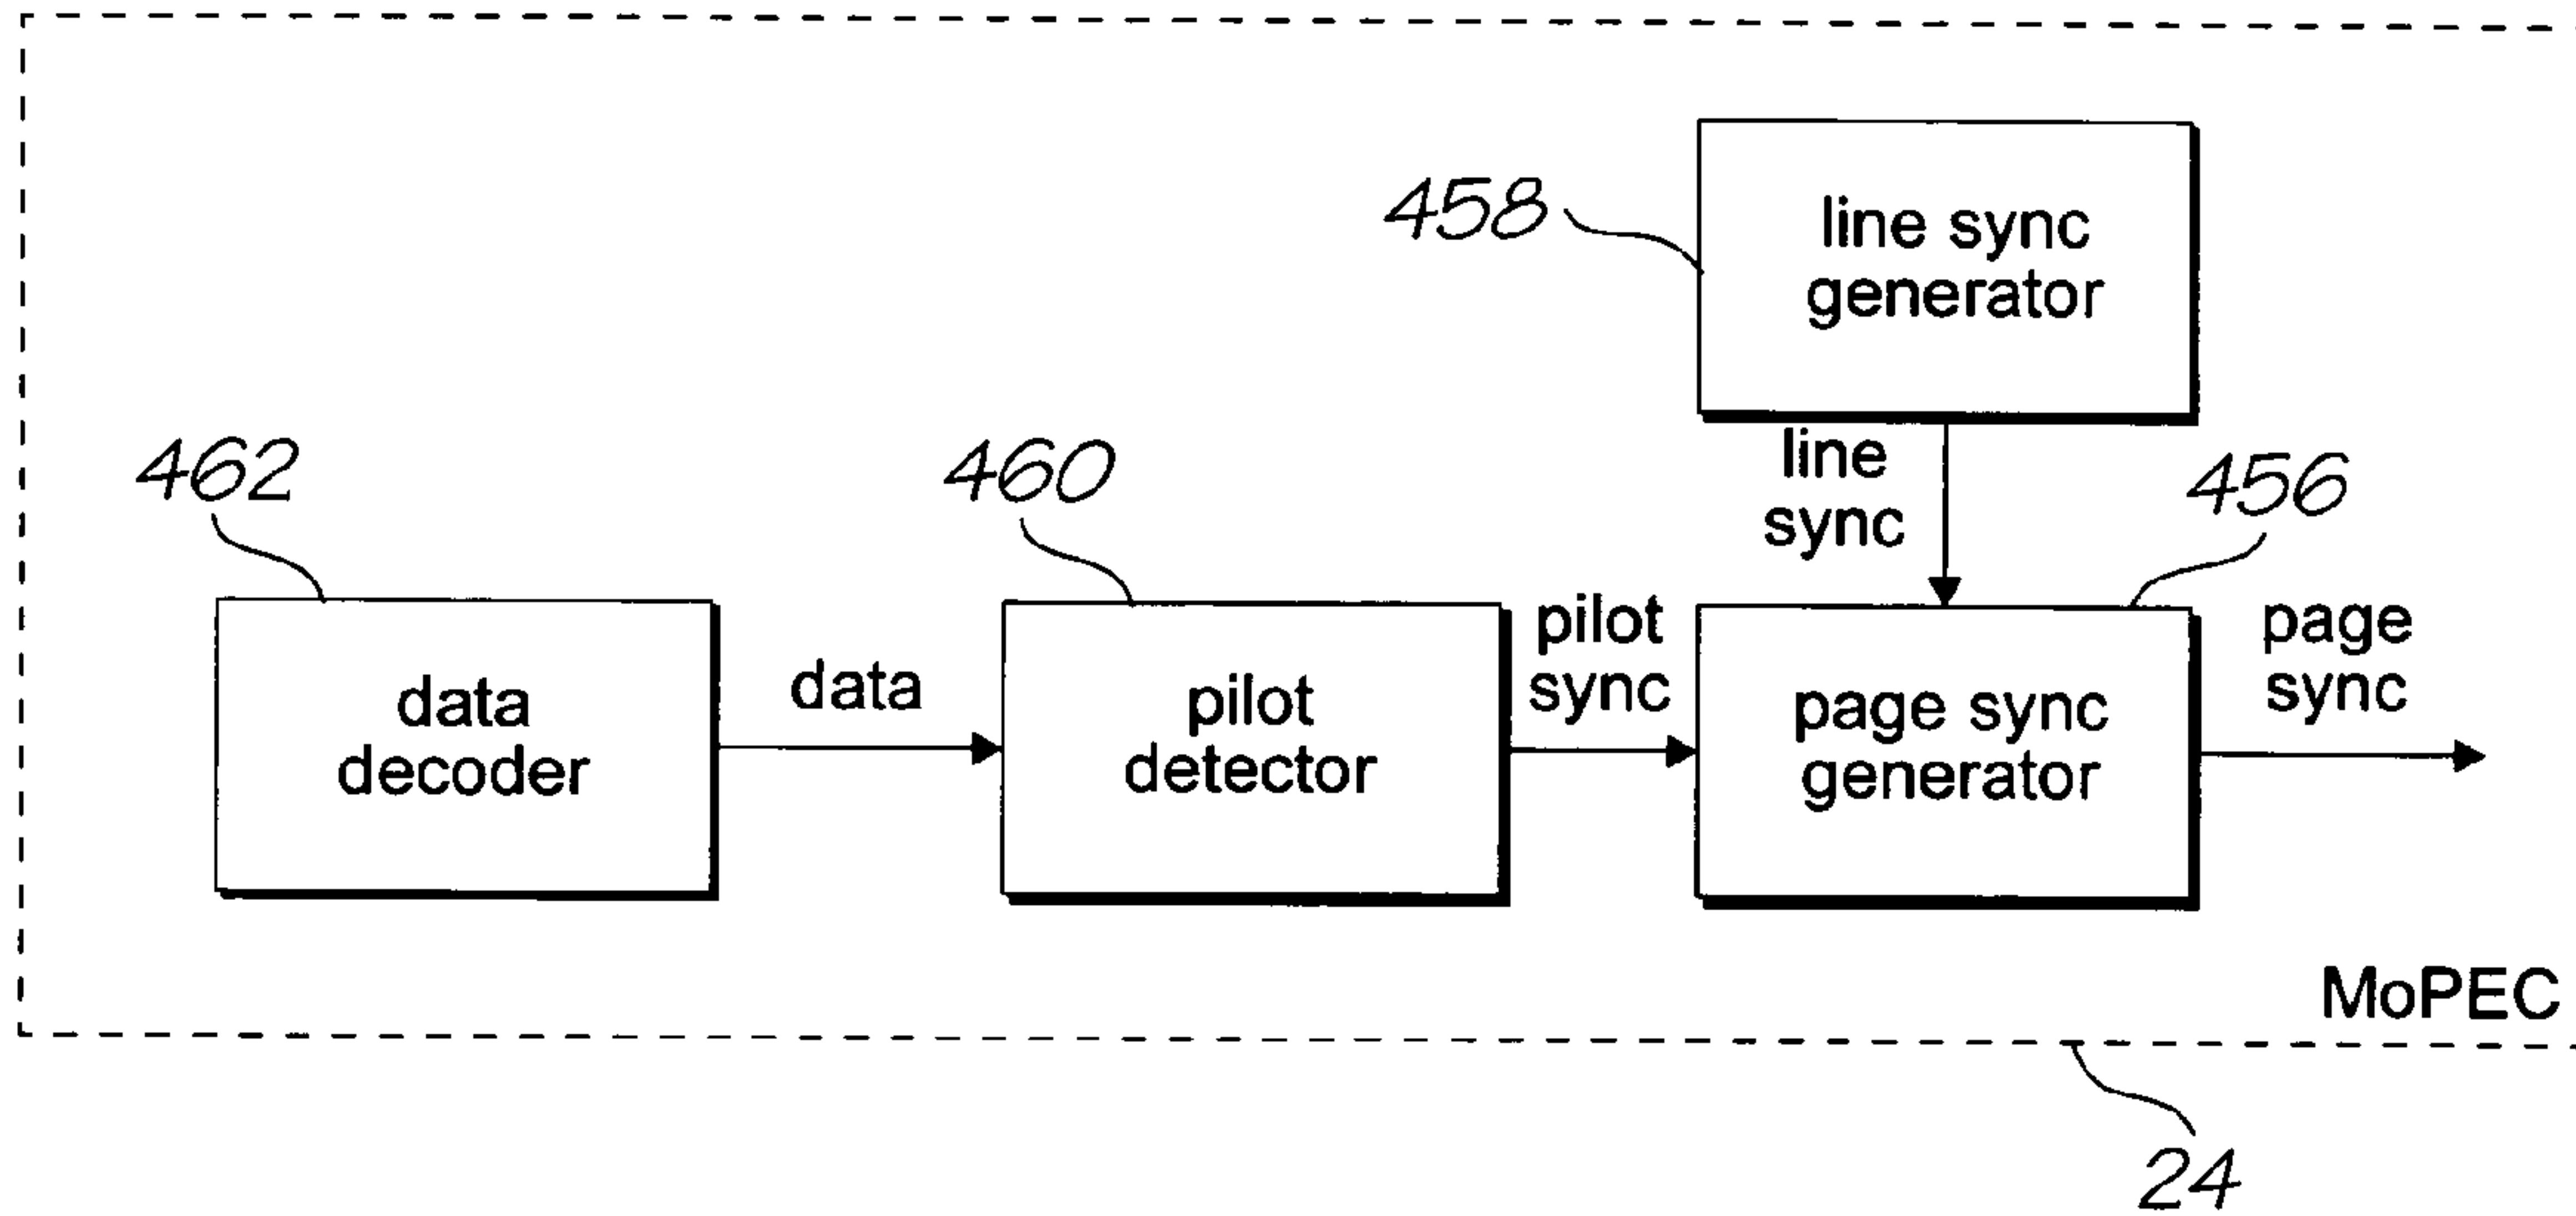 458
line sync
generator
line
sync
462
460
456
data
decoder
data
pilot
detector
pilot
sync
page sync
generator
page
sync
MoPEC
24